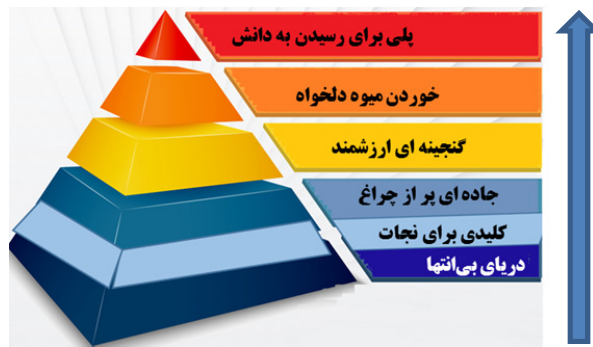 پلی برای رسیدن به دانش
خوردن میوه دلخواه
گنجینه ای ارزشمند
جاده ای پر از چراغ
کلیدی برای نجات
دریای بی‌انتها